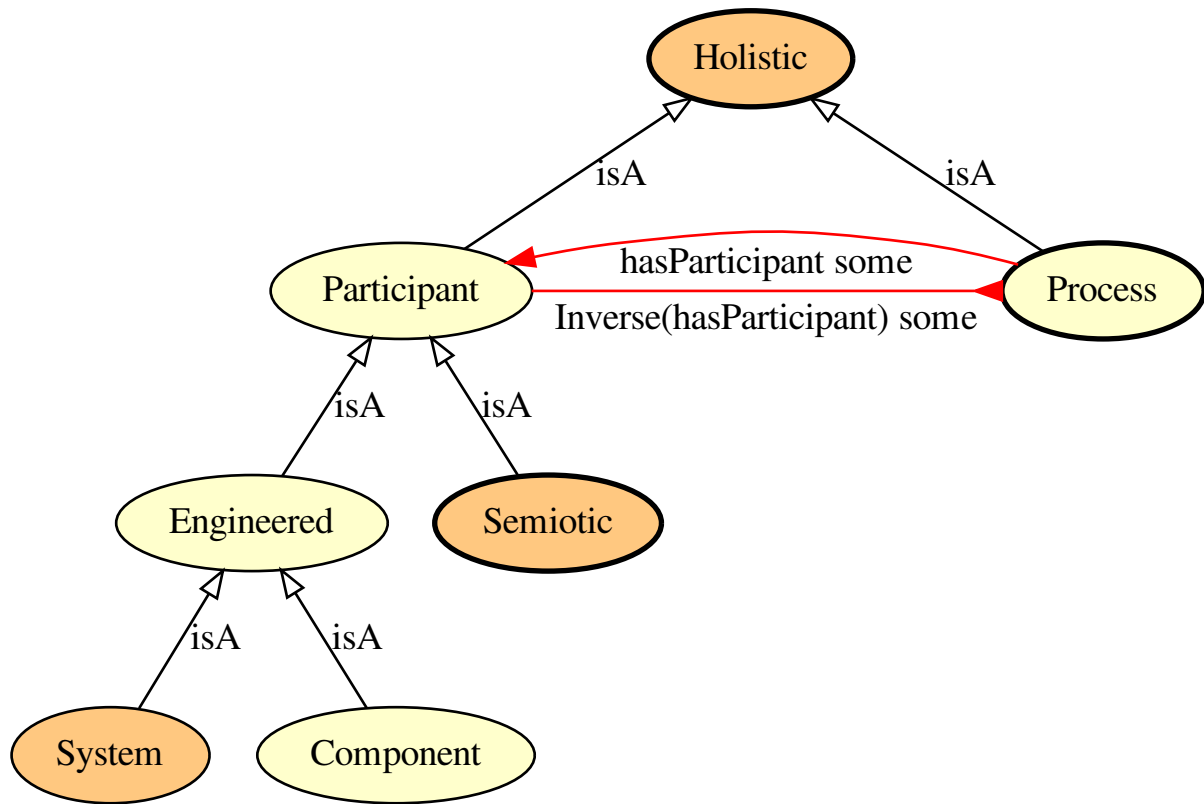 Holistic
isA
isA
hasParticipant some
Participant
Process
Inverse(hasParticipant) some
isA
isA
Engineered
Semiotic
isA
isA
System
Component